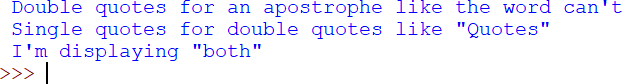 Double quotes for an apostrophe like the word can't
Single quotes for double quotes like "Quotes"
I'm displaying "both"
>>>